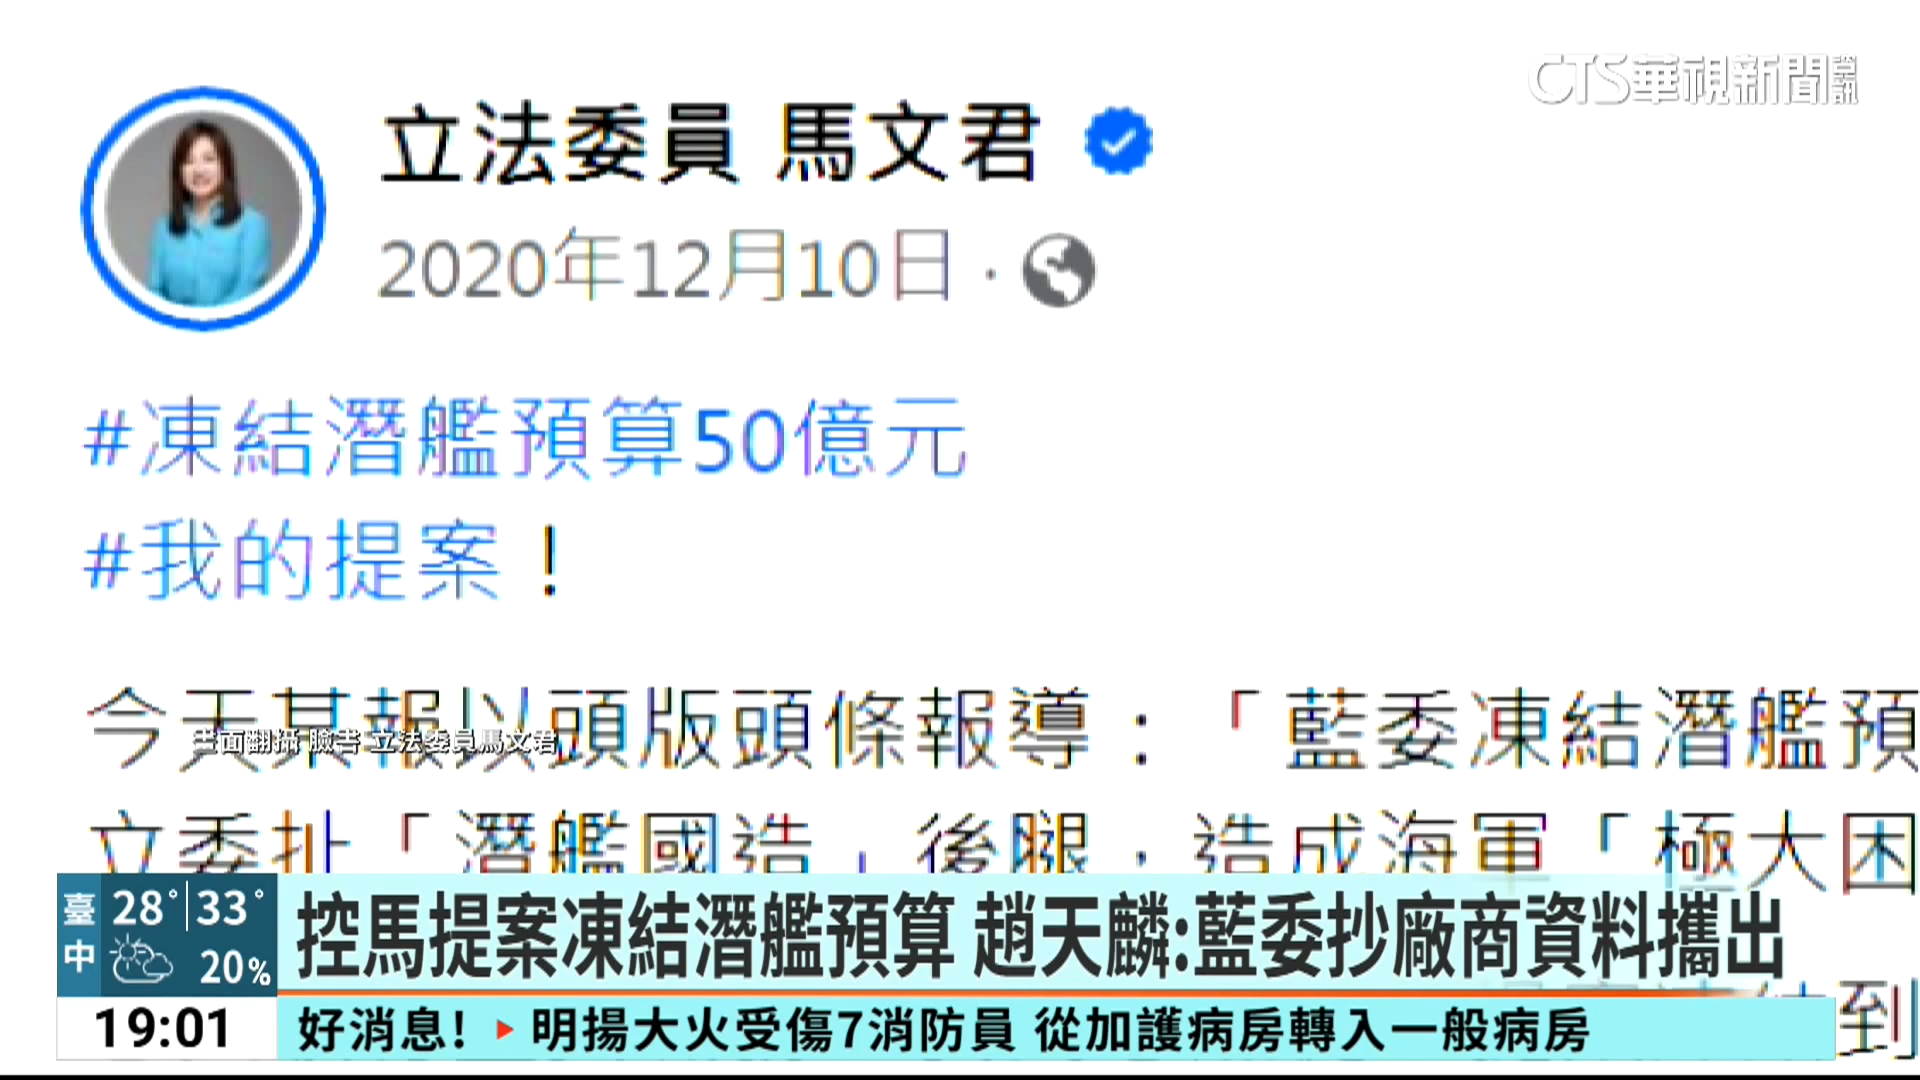 CTS華視新聞資訊
立法委員 馬文君
2020年12月10日 ·
#凍結潛艦預算50億元
#我的提案！
今天某報以頭版頭條報導：「藍委凍結潛艦預
畫面翻攝 臉書 立法委員馬文君
立委扯「潛艦國造」後腿，造成海軍「極大困
到
臺中 28° 33° 20%
控馬提案凍結潛艦預算 趙天麟:藍委抄廠商資料攜出
19:01
好消息! ▶ 明揚大火受傷7消防員 從加護病房轉入一般病房